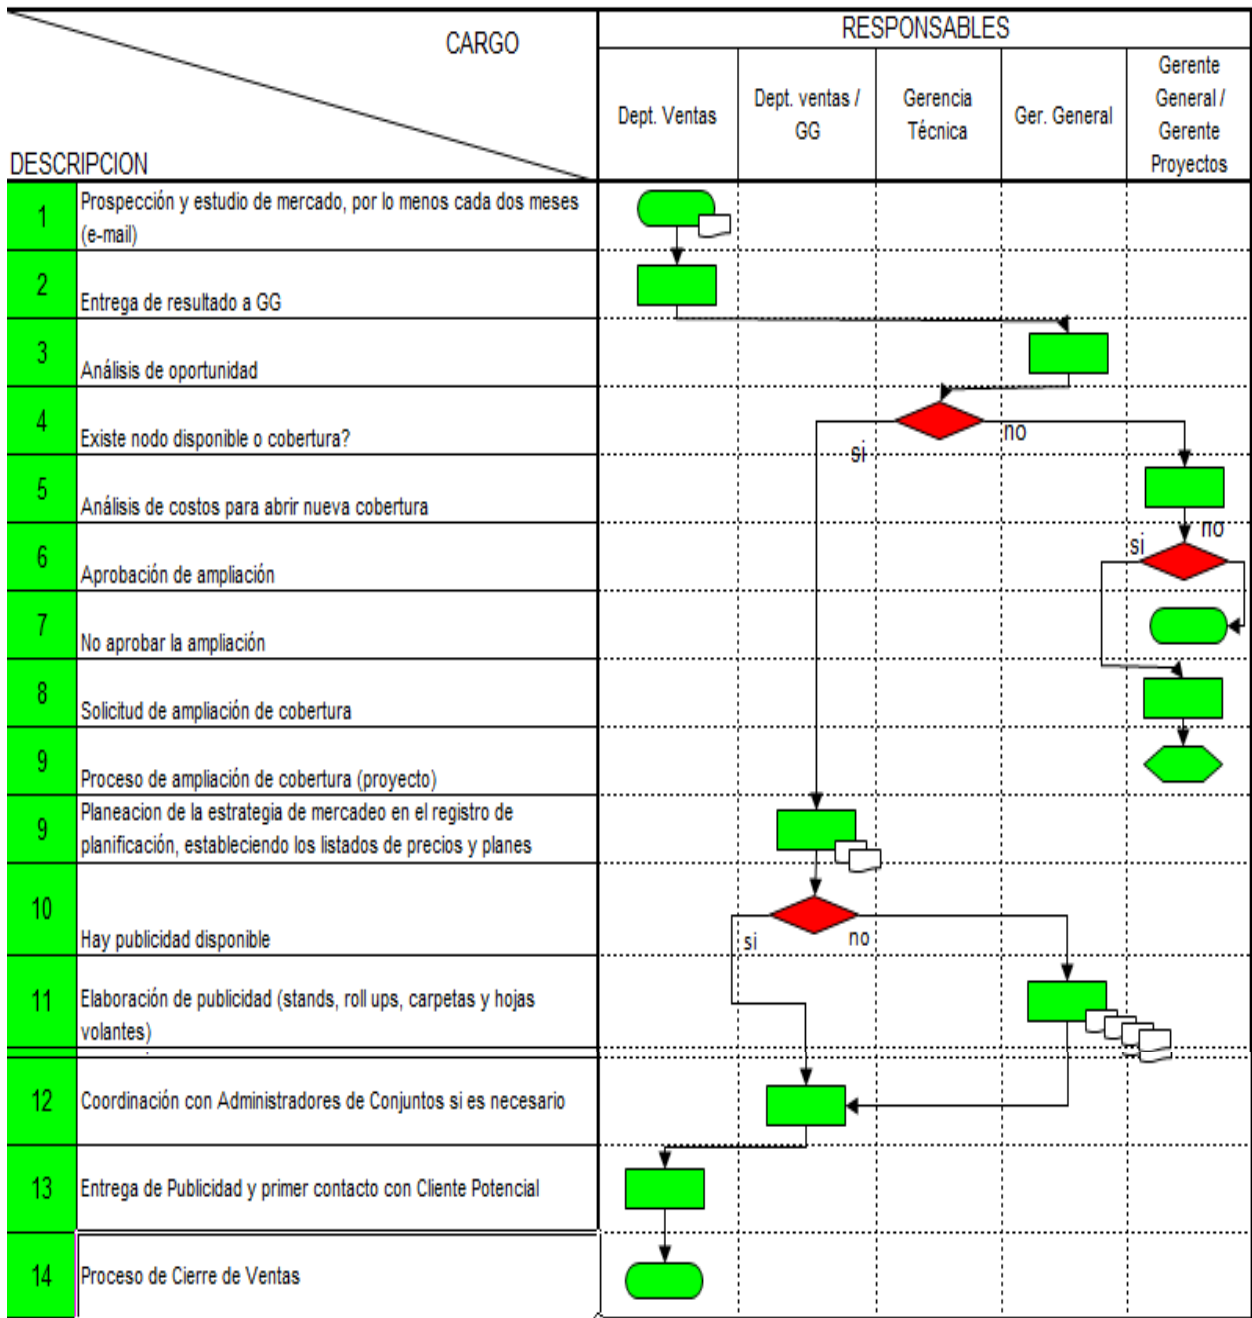 CARGO
RESPONSABLES
DESCRIPCION
Dept. Ventas
Dept. ventas /
GG
Gerencia
Técnica
Ger. General
Gerente
General /
Gerente
Proyectos
1
Prospección y estudio de mercado, por lo menos cada dos meses
(e-mail)
2
Entrega de resultado a GG
3
Análisis de oportunidad
4
Existe nodo disponible o cobertura?
si
no
5
Análisis de costos para abrir nueva cobertura
6
Aprobación de ampliación
si
no
7
No aprobar la ampliación
8
Solicitud de ampliación de cobertura
9
Proceso de ampliación de cobertura (proyecto)
9
Planeacion de la estrategia de mercadeo en el registro de
planificación, estableciendo los listados de precios y planes
10
Hay publicidad disponible
si
no
11
Elaboración de publicidad (stands, roll ups, carpetas y hojas
volantes)
12
Coordinación con Administradores de Conjuntos si es necesario
13
Entrega de Publicidad y primer contacto con Cliente Potencial
14
Proceso de Cierre de Ventas